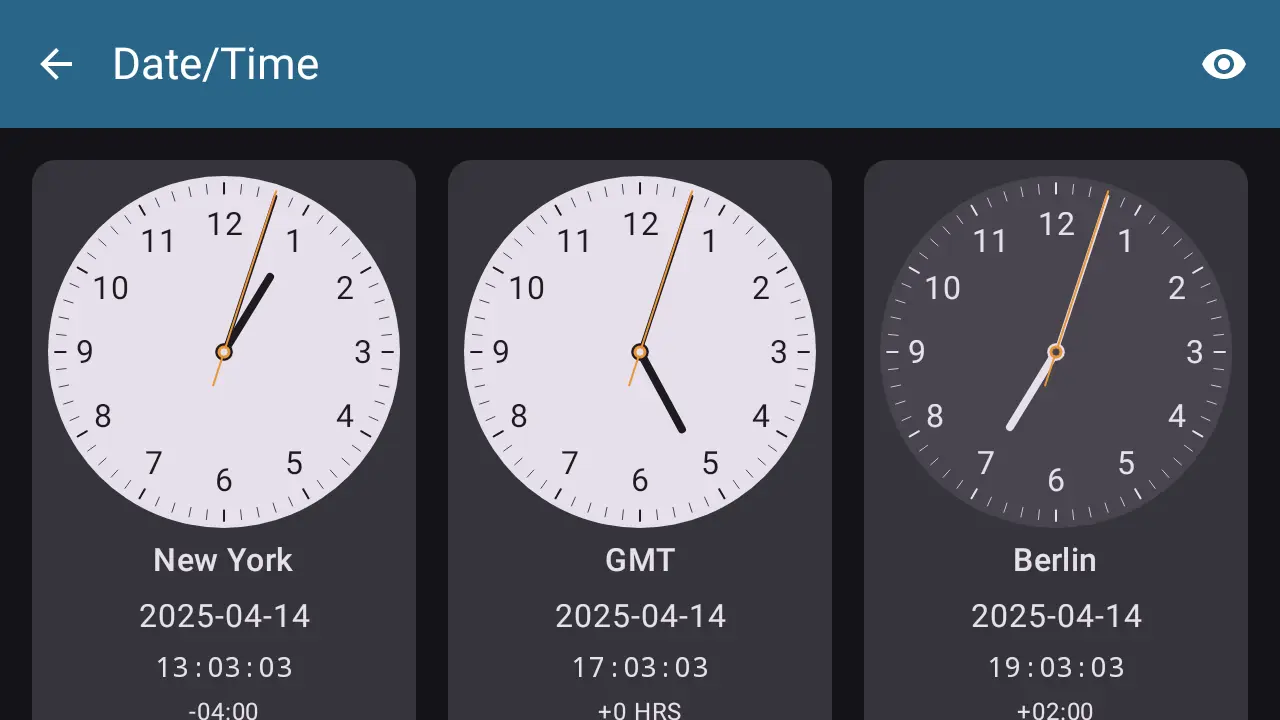 Date/Time
12 1 2 3 4 5 6 7 8 9 10 11
New York
2025-04-14
13:03:03
-04:00
12 1 2 3 4 5 6 7 8 9 10 11
GMT
2025-04-14
17:03:03
+0 HRS
12 1 2 3 4 5 6 7 8 9 10 11
Berlin
2025-04-14
19:03:03
+02:00